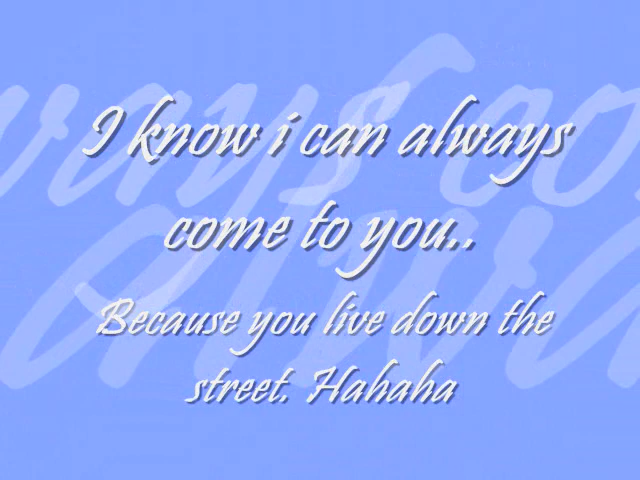 I know i can always
come to you..
Because you live down the
street. Hahaha